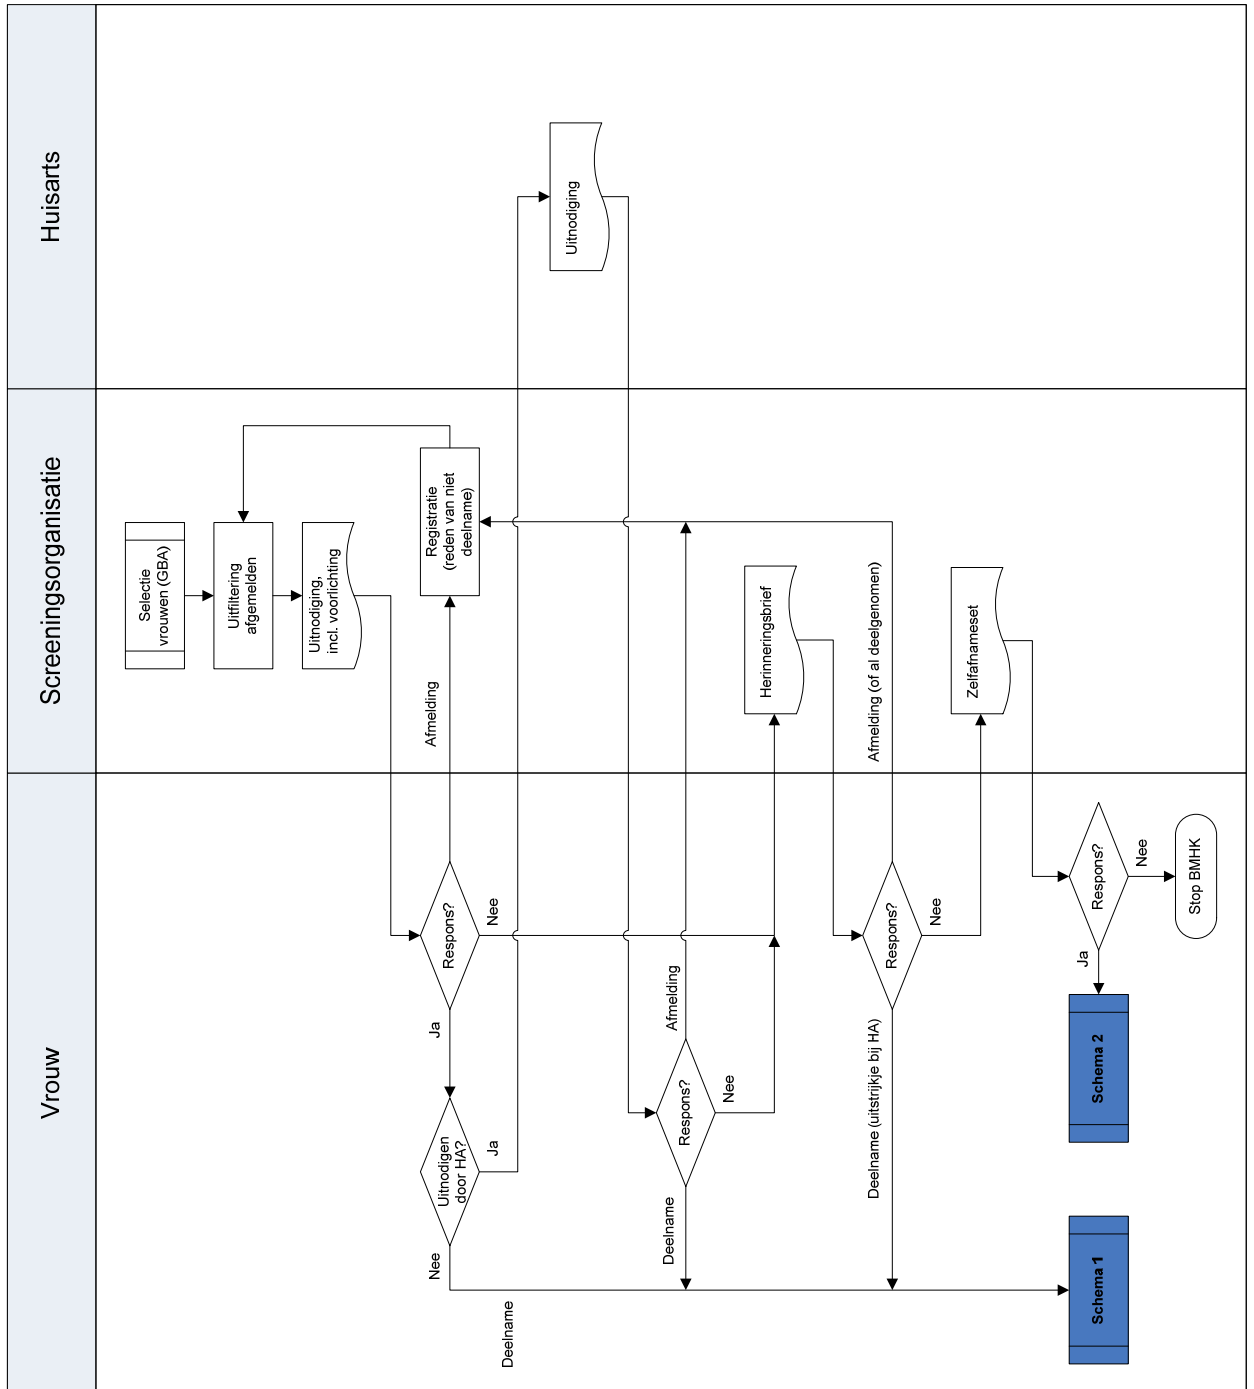 Huisarts
Screeningsorganisatie
Vrouw
Selectie
vrouwen (GBA)
Uitfiltering
afgemelden
Uitnodiging,
incl. voorlichting
Registratie
(reden van niet
deelname)
Afmelding
Respons?
Nee
Ja
Uitnodigen
door HA?
Ja
Nee
Deelname
Uitnodiging
Respons?
Afmelding
Nee
Deelname
Herinneringsbrief
Respons?
Afmelding (of al deelgenomen)
Nee
Deelname (uitstrijkje bij HA)
Zelfafnameset
Respons?
Nee
Ja
Stop BMHK
Schema 2
Schema 1